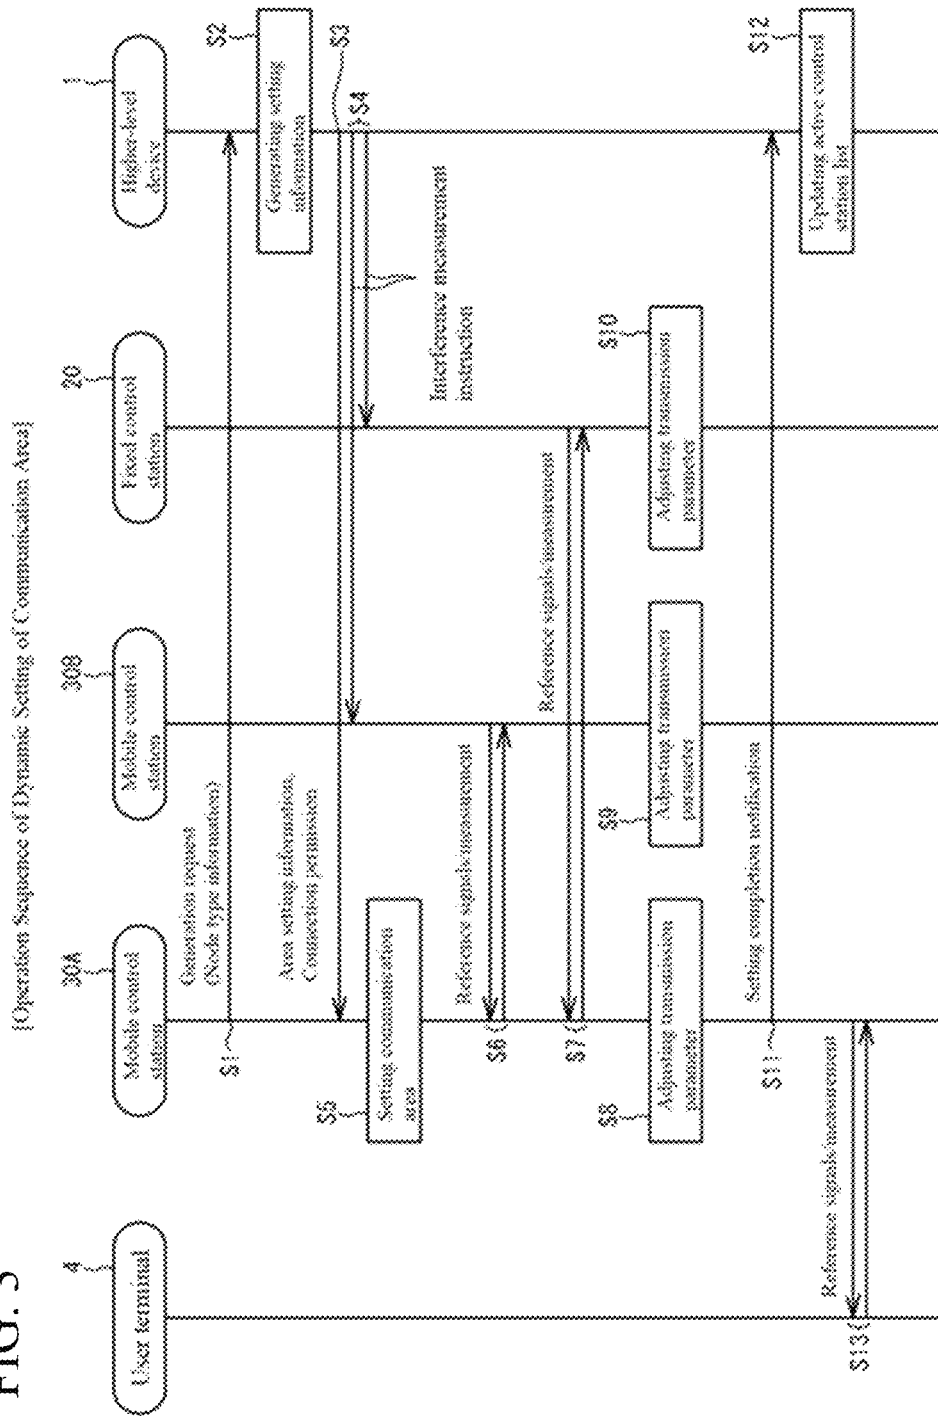 FIG. 5
[Operation Sequence of Dynamic Setting of Communication Area]
4
User terminal
30A
Mobile control
station
30B
Mobile control
station
20
Fixed control
station
1
Higher-level
device
S1
Generation request
(Node type information)
S2
Generating setting
information
S3
Area setting information,
Connection permission
S4
Interference measurement
instruction
S5
Setting communication
area
S6
Reference signals/measurement
S7
Reference signals/measurement
S8
Adjusting transmission
parameter
S9
Adjusting transmission
parameter
S10
Adjusting transmission
parameter
S11
Setting completion notification
S12
Updating active control
station list
S13
Reference signals/measurement